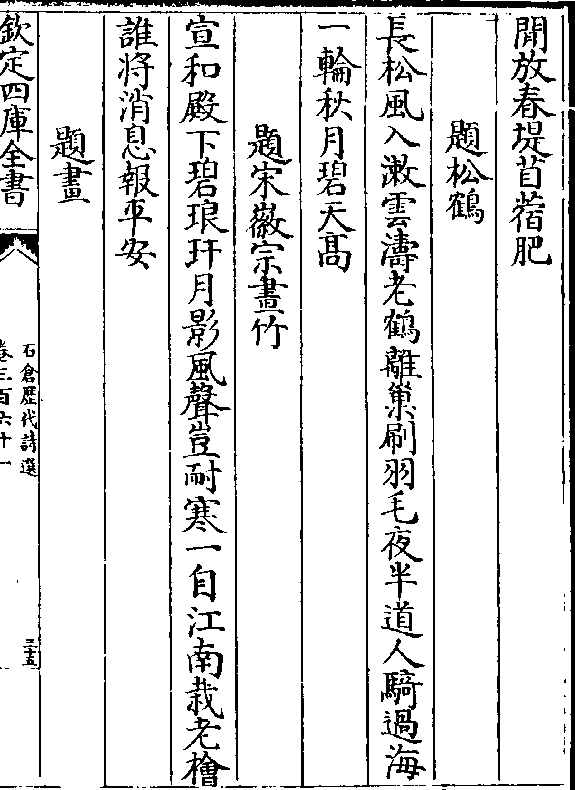 開放春堤苜蓿肥
題松鶴
長松風入漱雲濤老鶴離巢刷羽毛夜半道人騎過海
一輪秋月碧天髙
題宋徽宗畫竹
宣和殿下碧琅玕月影風聲豈耐寒一自江南栽老檜
誰將消息報平安
題畫
欽定四庫全書
石倉歷代詩選
卷三百六十一
三十五